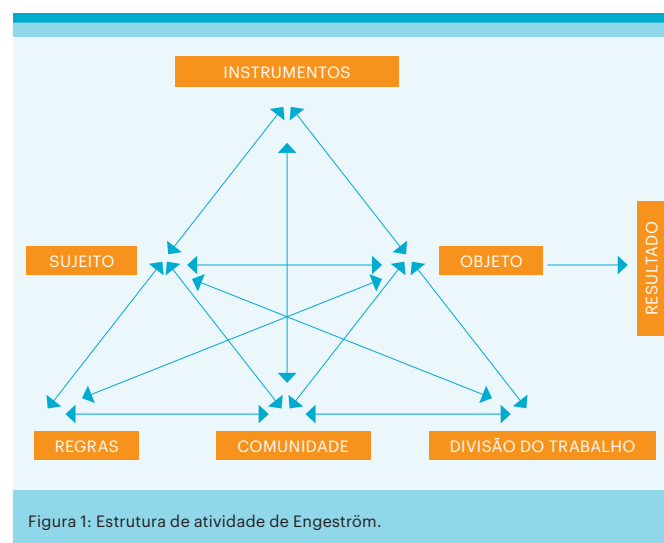 INSTRUMENTOS
SUJEITO
OBJETO
RESULTADO
REGRAS
COMUNIDADE
DIVISÃO DO TRABALHO
Figura 1: Estrutura de atividade de Engeström.